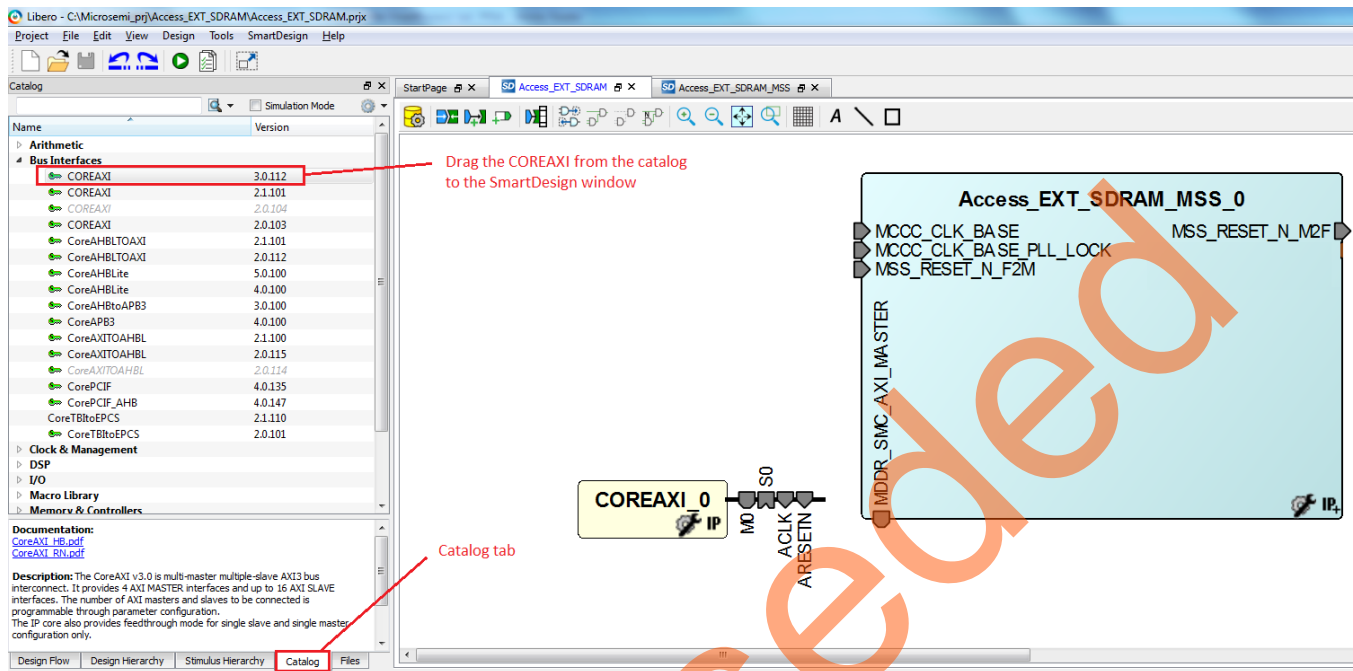 Libero - C:\Microsemi_prj\Access_EXT_SDRAM\Access_EXT_SDRAM.prjx
Project File Edit View Design Tools SmartDesign Help
Catalog
Simulation Mode
Name Version
Arithmetic
Bus Interfaces
COREAXI 3.0.112
COREAXI 2.1.101
COREAXI 2.0.104
COREAXI 2.0.103
CoreAHBLTOAXI 2.1.101
CoreAHBLTOAXI 2.0.112
CoreAHBLite 5.0.100
CoreAHBLite 4.0.100
CoreAHBtoAPB3 3.0.100
CoreAPB3 4.0.100
CoreAXITOAHBL 2.1.100
CoreAXITOAHBL 2.0.115
CoreAXITOAHBL 2.0.114
CorePCIF 4.0.135
CorePCIF_AHB 4.0.147
CoreTBItoEPCS 2.1.110
CoreTBItoEPCS 2.0.101
Clock & Management
DSP
I/O
Macro Library
Memory & Controllers
Documentation:
CoreAXI_HB.pdf
CoreAXI_RN.pdf
Description: The CoreAXI v3.0 is multi-master multiple-slave AXI3 bus
interconnect. It provides 4 AXI MASTER interfaces and up to 16 AXI SLAVE
interfaces. The number of AXI masters and slaves to be connected is
programmable through parameter configuration.
The IP core also provides feedthrough mode for single slave and single master
configuration only.
Design Flow Design Hierarchy Stimulus Hierarchy Catalog Files
StartPage SD Access_EXT_SDRAM SD Access_EXT_SDRAM_MSS
A
Drag the COREAXI from the catalog
to the SmartDesign window
Catalog tab
Access_EXT_SDRAM_MSS_0
MCCC_CLK_BASE MSS_RESET_N_M2F
MCCC_CLK_BASE_PLL_LOCK
MSS_RESET_N_F2M
MDDR_SMC_AXI_MASTER
IP+
COREAXI_0
IP
M0
S0
ACLK
ARESETN
ceded